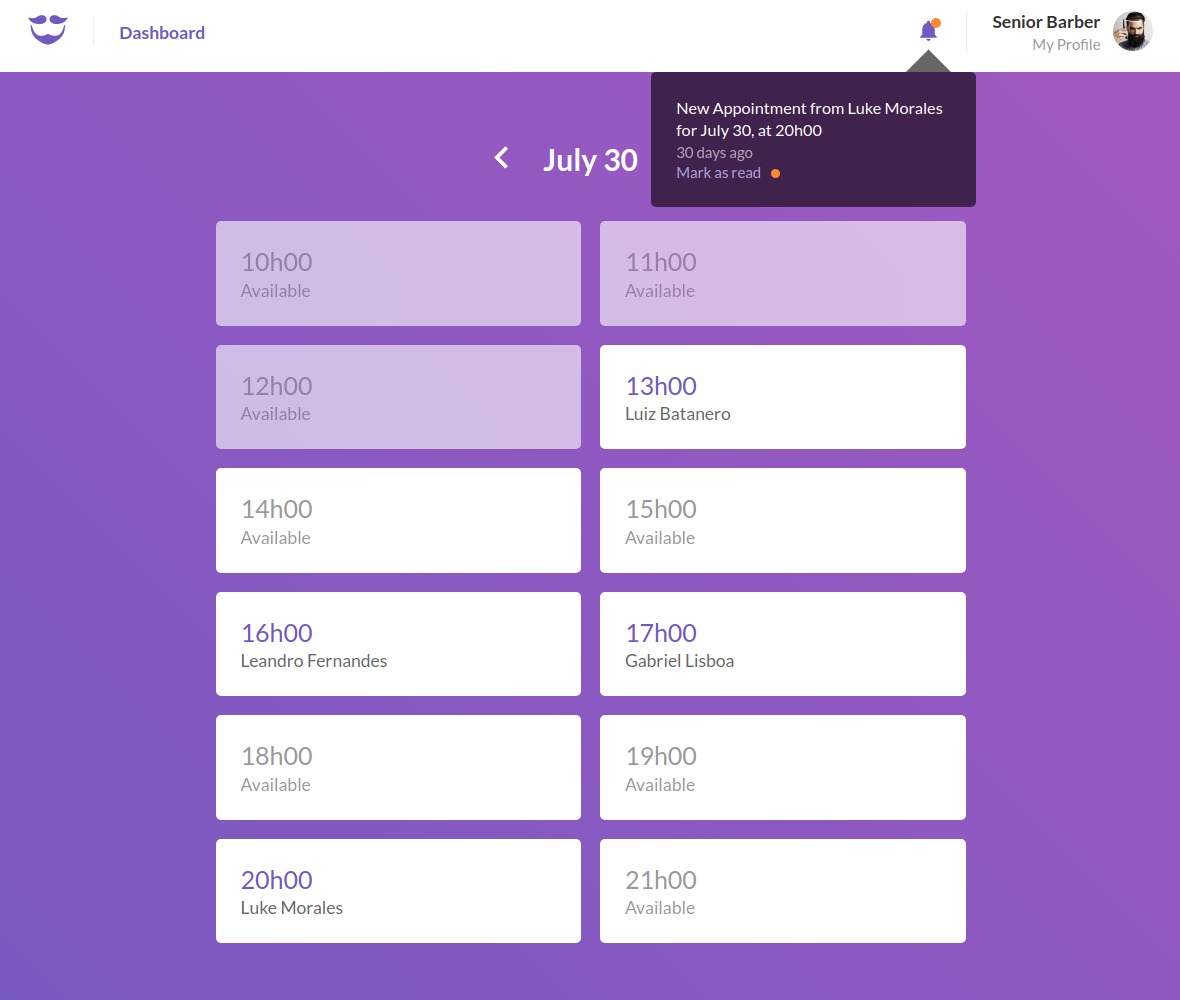 Dashboard
Senior Barber
My Profile
New Appointment from Luke Morales
for July 30, at 20h00
30 days ago
Mark as read
July 30
10h00
Available
11h00
Available
12h00
Available
13h00
Luiz Batanero
14h00
Available
15h00
Available
16h00
Leandro Fernandes
17h00
Gabriel Lisboa
18h00
Available
19h00
Available
20h00
Luke Morales
21h00
Available